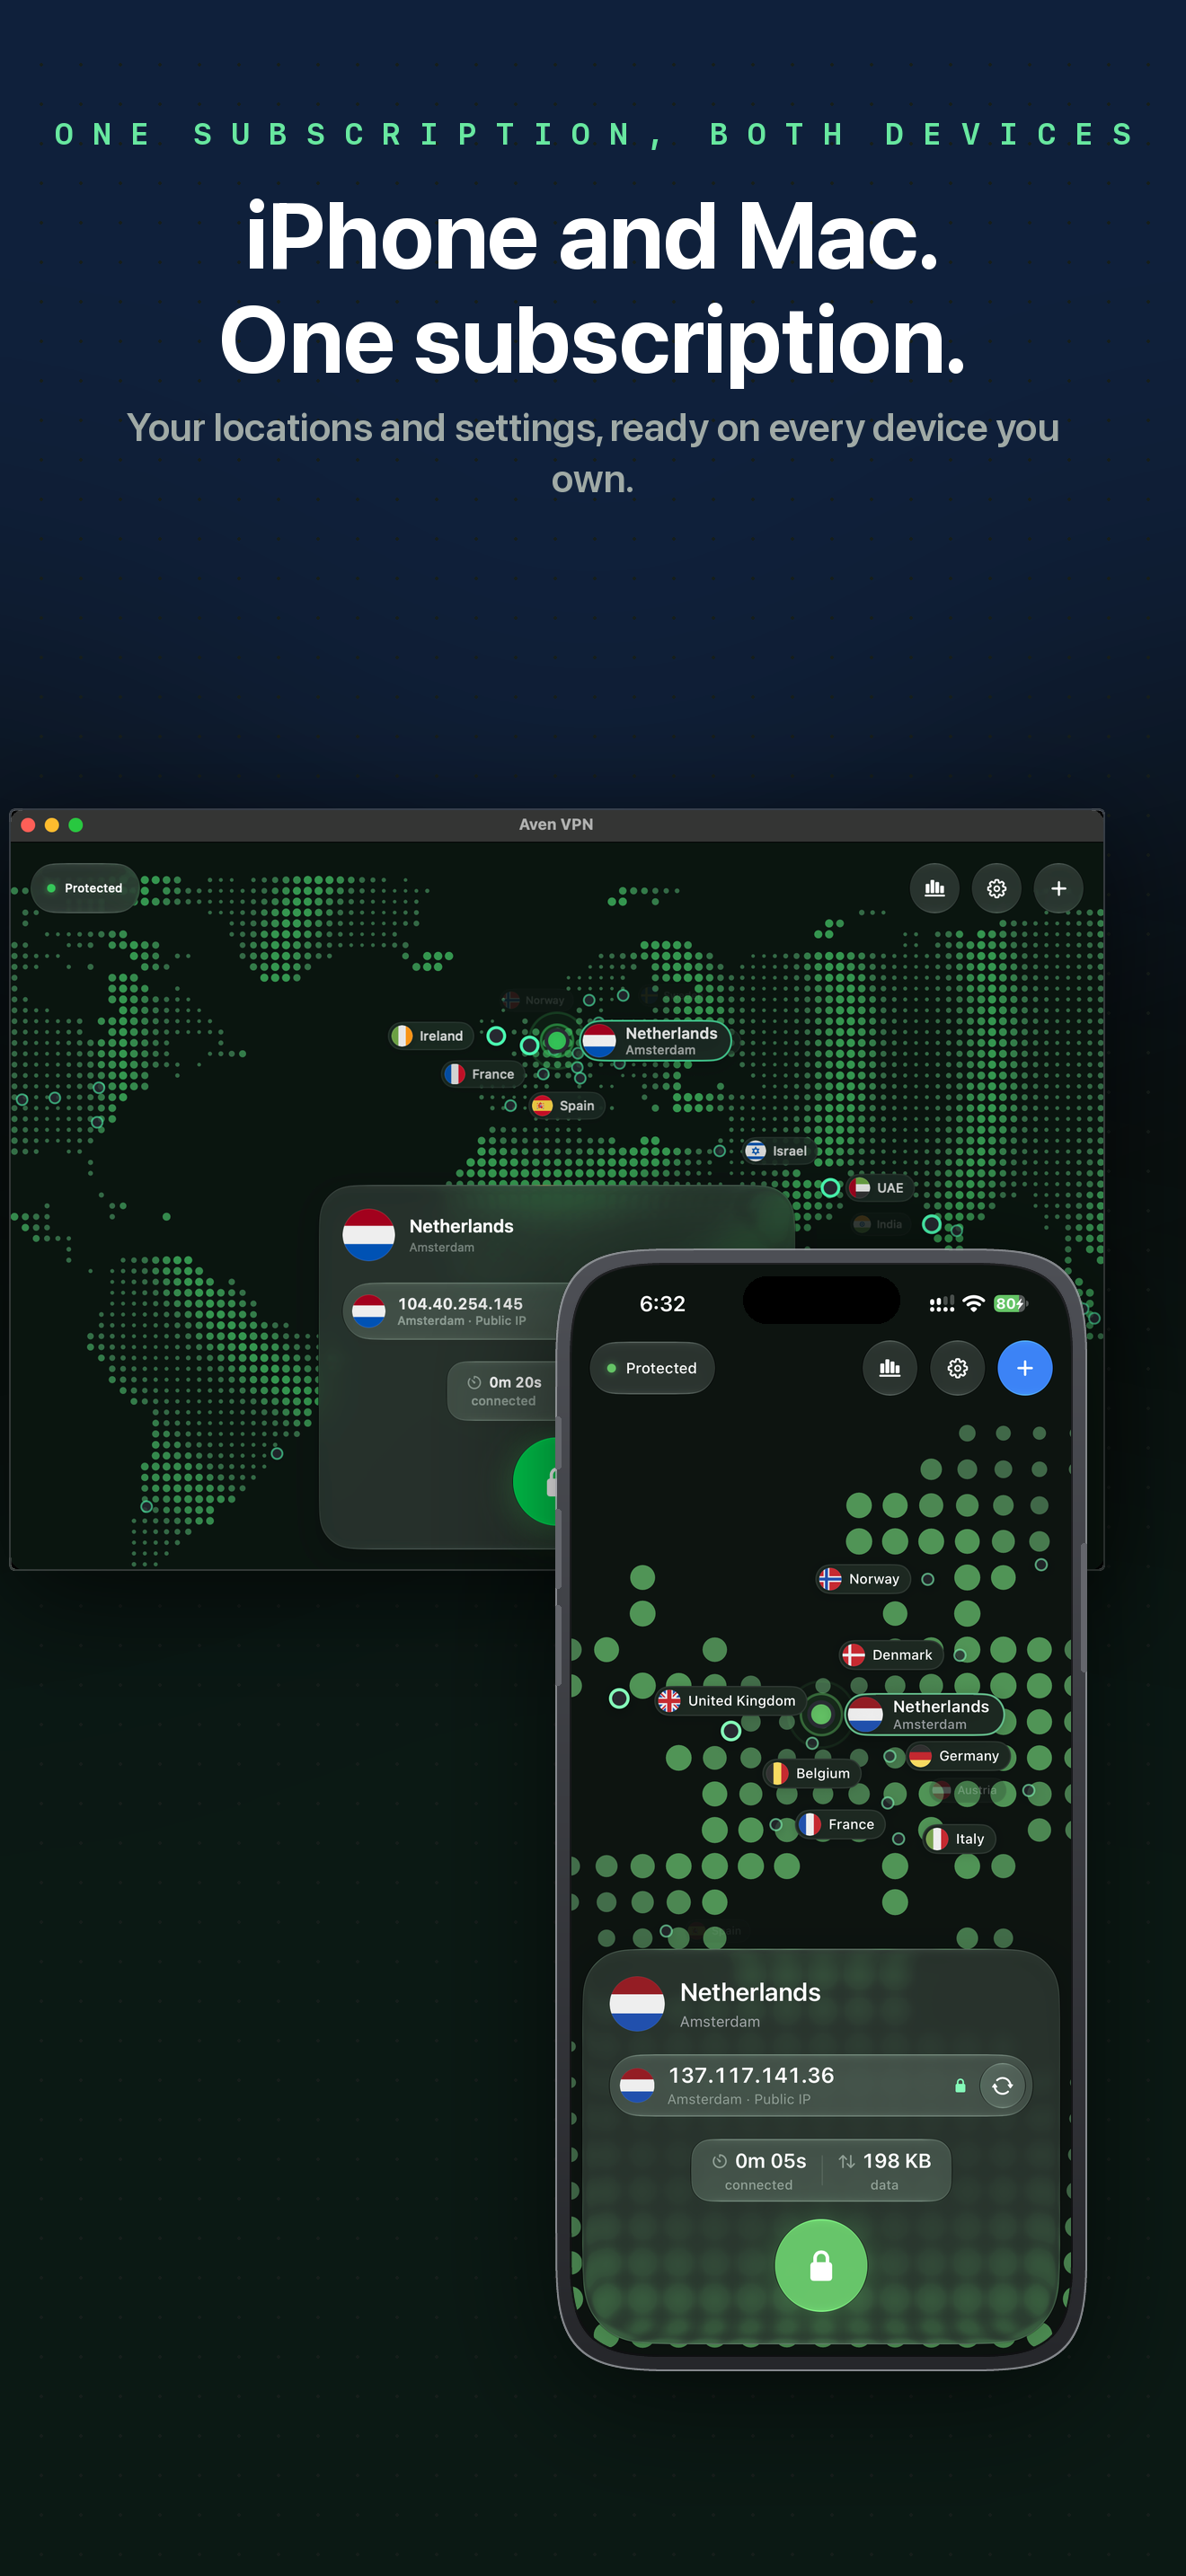 ONE SUBSCRIPTION, BOTH DEVICES
iPhone and Mac.
One subscription.
Your locations and settings, ready on every device you
own.
Aven VPN
Protected
Norway
Ireland
Netherlands
Amsterdam
France
Spain
Israel
UAE
India
Netherlands
Amsterdam
104.40.254.145
Amsterdam · Public IP
0m 20s
connected
6:32
80
Protected
Norway
Denmark
United Kingdom
Netherlands
Amsterdam
Germany
Belgium
Austria
France
Italy
Netherlands
Amsterdam
137.117.141.36
Amsterdam · Public IP
0m 05s
198 KB
connected
data